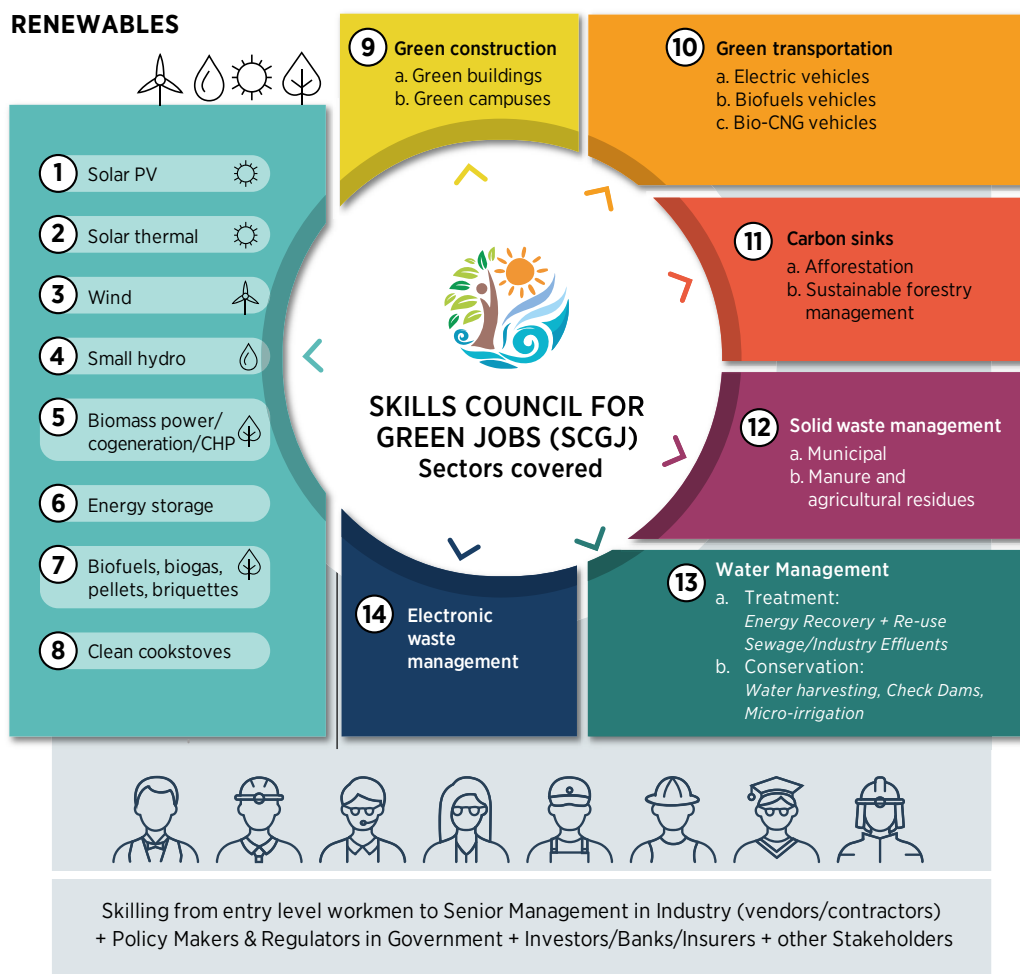 RENEWABLES
1 Solar PV
2 Solar thermal
3 Wind
4 Small hydro
5 Biomass power/
cogeneration/CHP
6 Energy storage
7 Biofuels, biogas,
pellets, briquettes
8 Clean cookstoves
9 Green construction
a. Green buildings
b. Green campuses
10 Green transportation
a. Electric vehicles
b. Biofuels vehicles
c. Bio-CNG vehicles
11 Carbon sinks
a. Afforestation
b. Sustainable forestry
management
12 Solid waste management
a. Municipal
b. Manure and
agricultural residues
13 Water Management
a. Treatment:
Energy Recovery + Re-use
Sewage/Industry Effluents
b. Conservation:
Water harvesting, Check Dams,
Micro-irrigation
14 Electronic
waste
management
SKILLS COUNCIL FOR
GREEN JOBS (SCGJ)
Sectors covered
Skilling from entry level workmen to Senior Management in Industry (vendors/contractors)
+ Policy Makers & Regulators in Government + Investors/Banks/Insurers + other Stakeholders